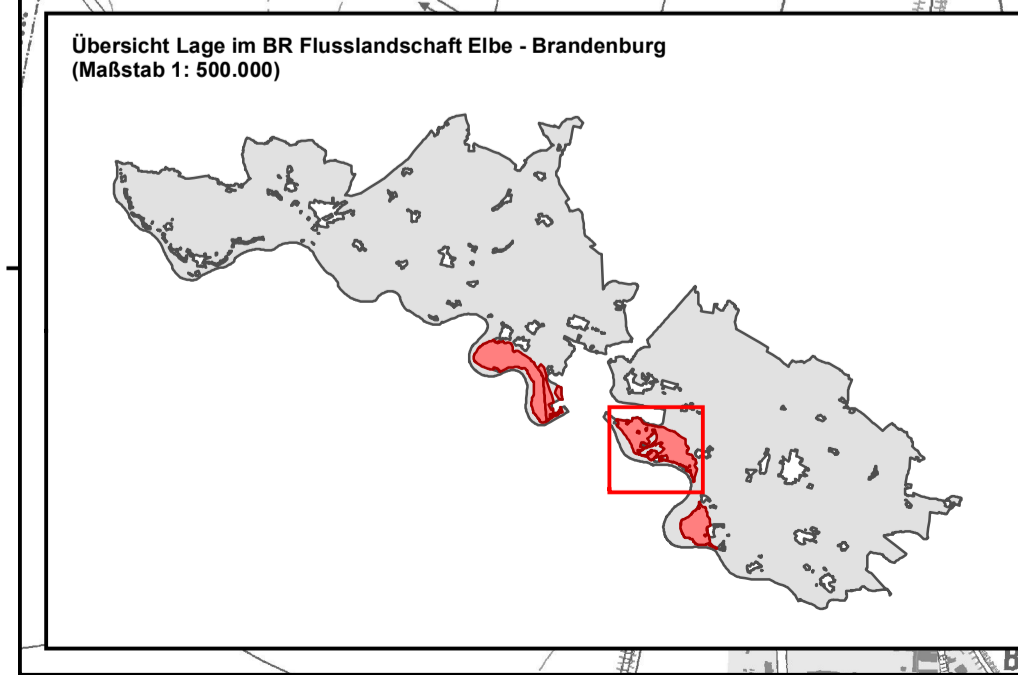 Übersicht Lage im BR Flusslandschaft Elbe - Brandenburg
(Maßstab 1: 500.000)